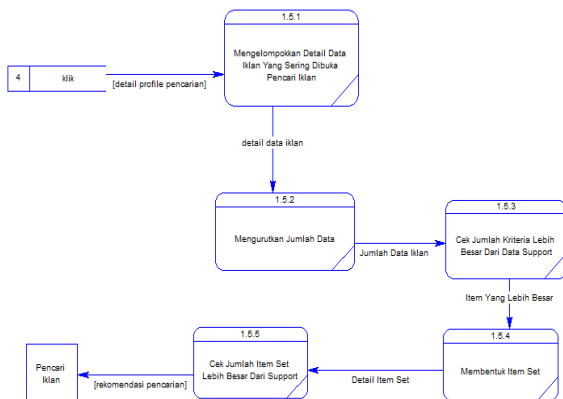 1.5.1
Mengelompokkan Detail Data
Iklan Yang Sering Dibuka
Pencari Iklan
4 klik
[detail profile pencarian]
detail data iklan
1.5.2
Mengurutkan Jumlah Data
Jumlah Data Iklan
1.5.3
Cek Jumlah Kriteria Lebih
Besar Dari Data Support
Item Yang Lebih Besar
1.5.4
Membentuk Item Set
Detail Item Set
1.5.5
Cek Jumlah Item Set
Lebih Besar Dari Support
[rekomendasi pencarian]
Pencari
Iklan